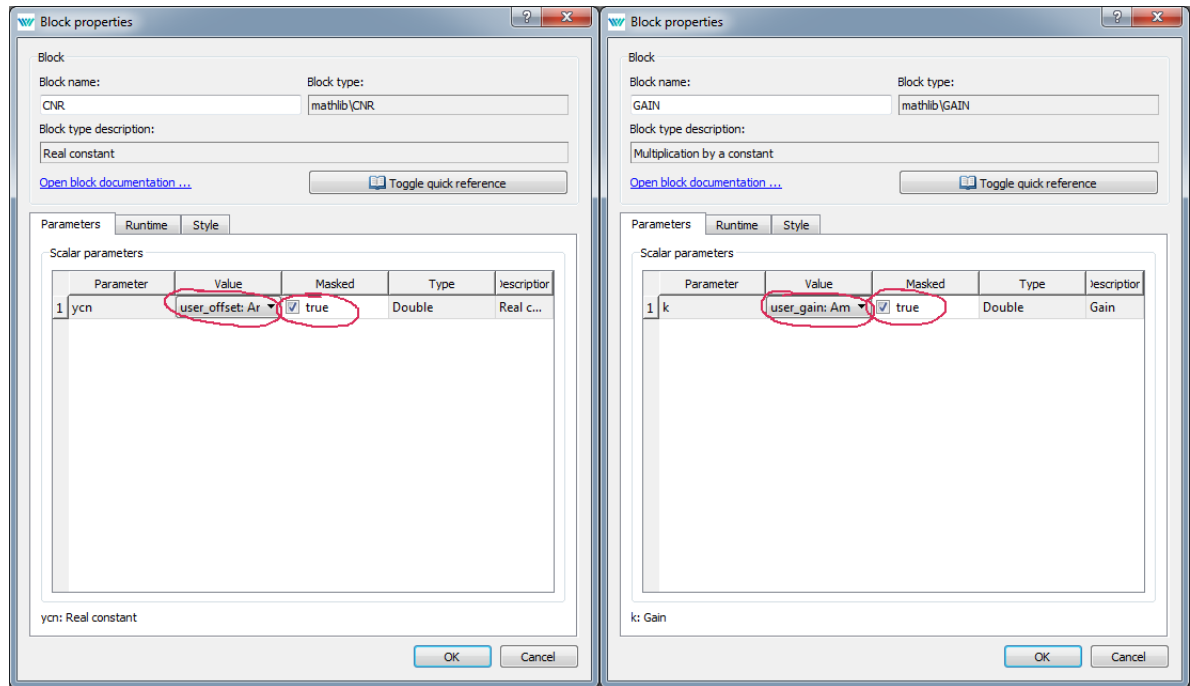 Block properties
Block
Block name:
Block type:
CNR
mathlib\CNR
Block type description:
Real constant
Open block documentation ...
Toggle quick reference
Parameters
Runtime
Style
Scalar parameters
Parameter Value Masked Type )escriptior
1 ycn user_offset: Ar true Double Real c...
ycn: Real constant
OK
Cancel
Block properties
Block
Block name:
Block type:
GAIN
mathlib\GAIN
Block type description:
Multiplication by a constant
Open block documentation ...
Toggle quick reference
Parameters
Runtime
Style
Scalar parameters
Parameter Value Masked Type )escriptior
1 k user_gain: Am true Double Gain
k: Gain
OK
Cancel